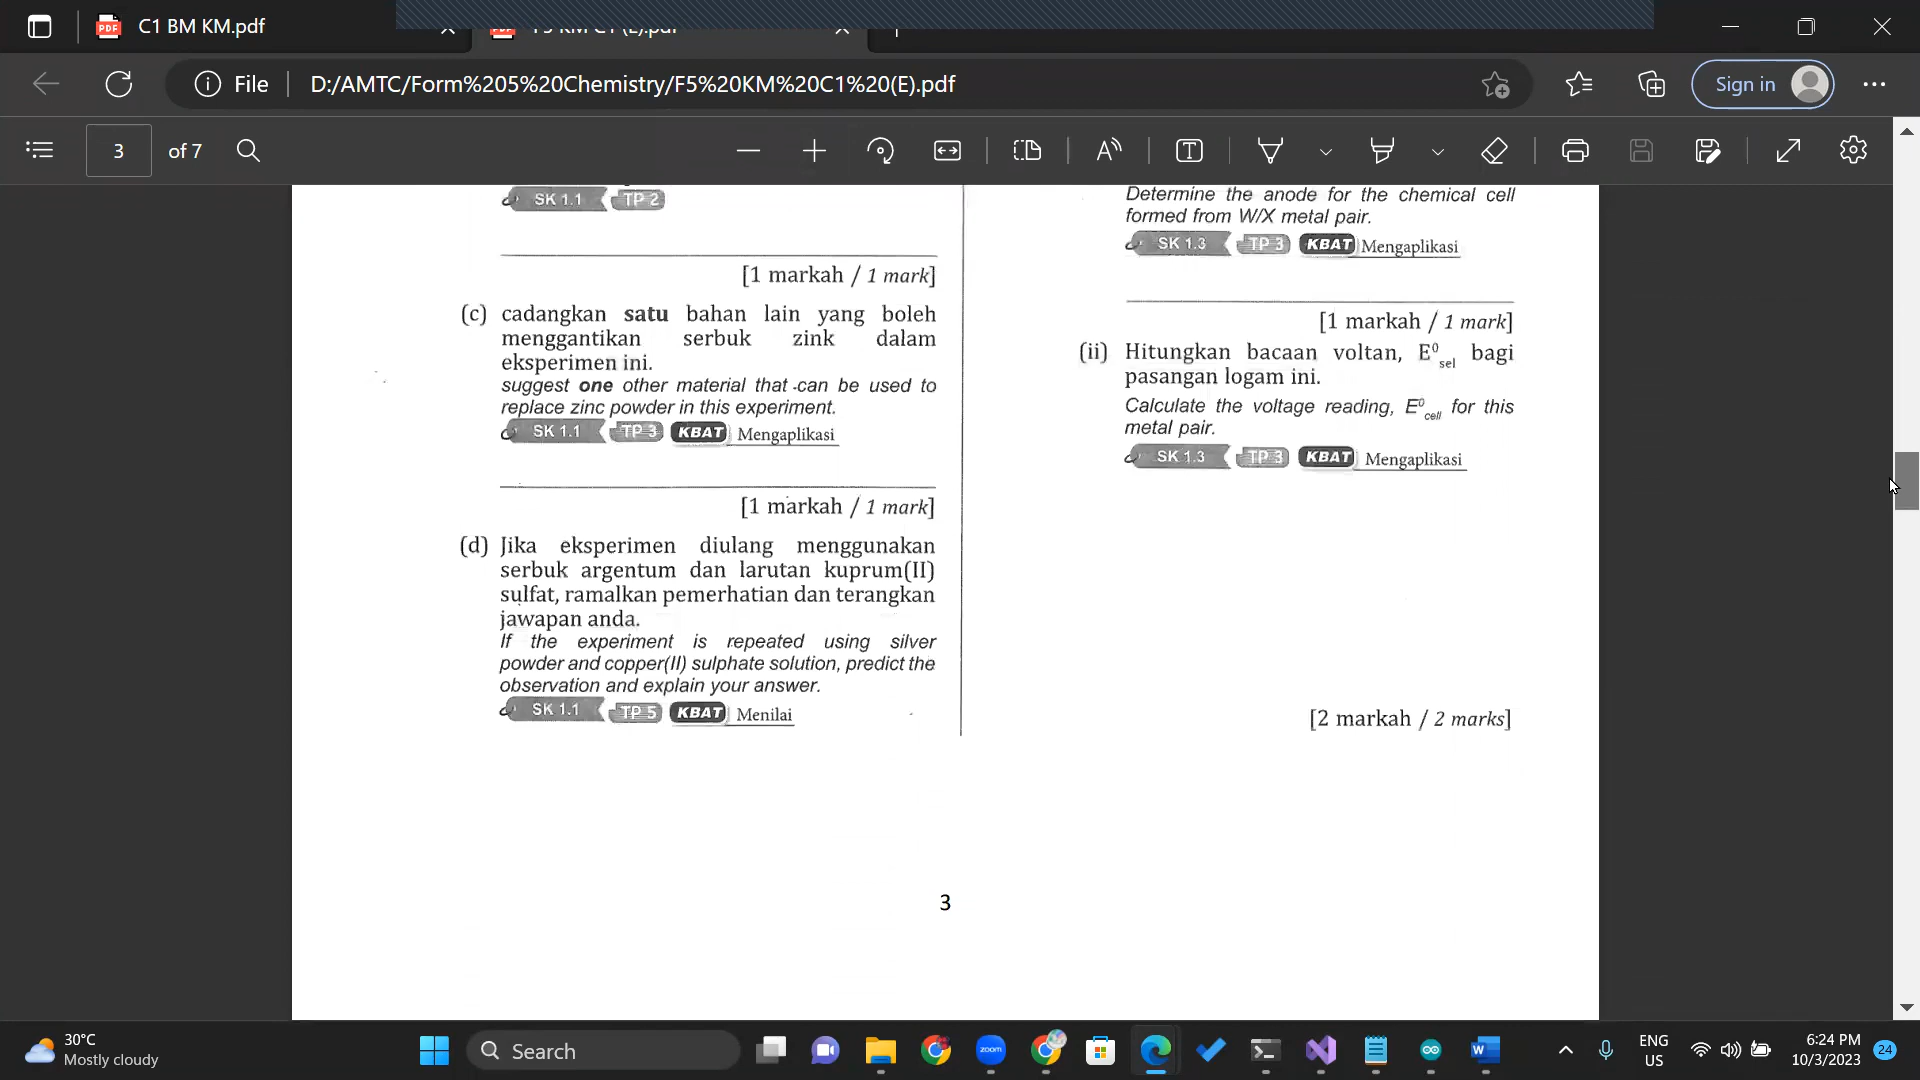 C1 BM KM.pdf
F5 KM C1 (E).pdf
File
D:/AMTC/Form%205%20Chemistry/F5%20KM%20C1%20(E).pdf
Sign in
3 of 7
SK 1.1 TP 2
[1 markah / 1 mark]
(c) cadangkan satu bahan lain yang boleh
menggantikan serbuk zink dalam
eksperimen ini.
suggest one other material that can be used to
replace zinc powder in this experiment.
SK 1.1 TP 3 KBAT Mengaplikasi
[1 markah / 1 mark]
(d) Jika eksperimen diulang menggunakan
serbuk argentum dan larutan kuprum(II)
sulfat, ramalkan pemerhatian dan terangkan
jawapan anda.
If the experiment is repeated using silver
powder and copper(II) sulphate solution, predict the
observation and explain your answer.
SK 1.1 TP 5 KBAT Menilai
Determine the anode for the chemical cell
formed from W/X metal pair.
SK 1.3 TP 3 KBAT Mengaplikasi
[1 markah / 1 mark]
(ii) Hitungkan bacaan voltan, E⁰sel bagi
pasangan logam ini.
Calculate the voltage reading, E⁰cell for this
metal pair.
SK 1.3 TP 3 KBAT Mengaplikasi
[2 markah / 2 marks]
3
30°C
Mostly cloudy
Search
zoom
ENG
US
6:24 PM
10/3/2023
24